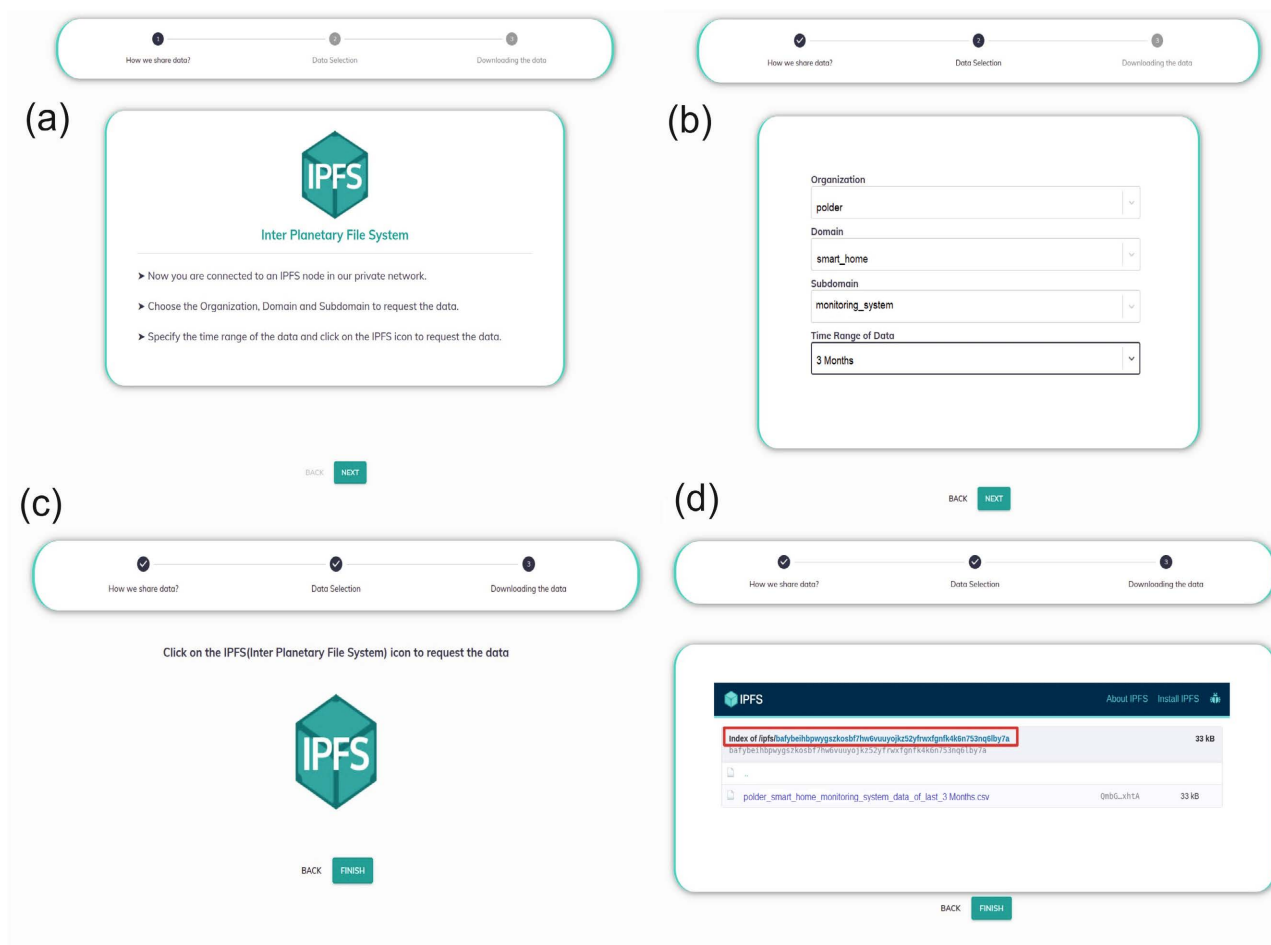 1
2
3
How we share data?
Data Selection
Downloading the data
(a)
IPFS
Inter Planetary File System
➤ Now you are connected to an IPFS node in our private network.
➤ Choose the Organization, Domain and Subdomain to request the data.
➤ Specify the time range of the data and click on the IPFS icon to request the data.
BACK
NEXT
2
3
How we share data?
Data Selection
Downloading the data
(b)
Organization
polder
Domain
smart_home
Subdomain
monitoring_system
Time Range of Data
3 Months
BACK
NEXT
(c)
3
How we share data?
Data Selection
Downloading the data
Click on the IPFS(Inter Planetary File System) icon to request the data
IPFS
BACK
FINISH
(d)
3
How we share data?
Data Selection
Downloading the data
IPFS
About IPFS
Install IPFS
Index of /ipfs/bafybeihbpwygszkosbf7hw6vuuyojkz52yfrwxfgnfk4k6n753nq6lby7a
33 kB
bafybeihbpwygszkosbf7hw6vuuyojkz52yfrwxfgnfk4k6n753nq6lby7a
..
polder_smart_home_monitoring_system_data_of_last_3 Months.csv
QmbG…xhtA
33 kB
BACK
FINISH